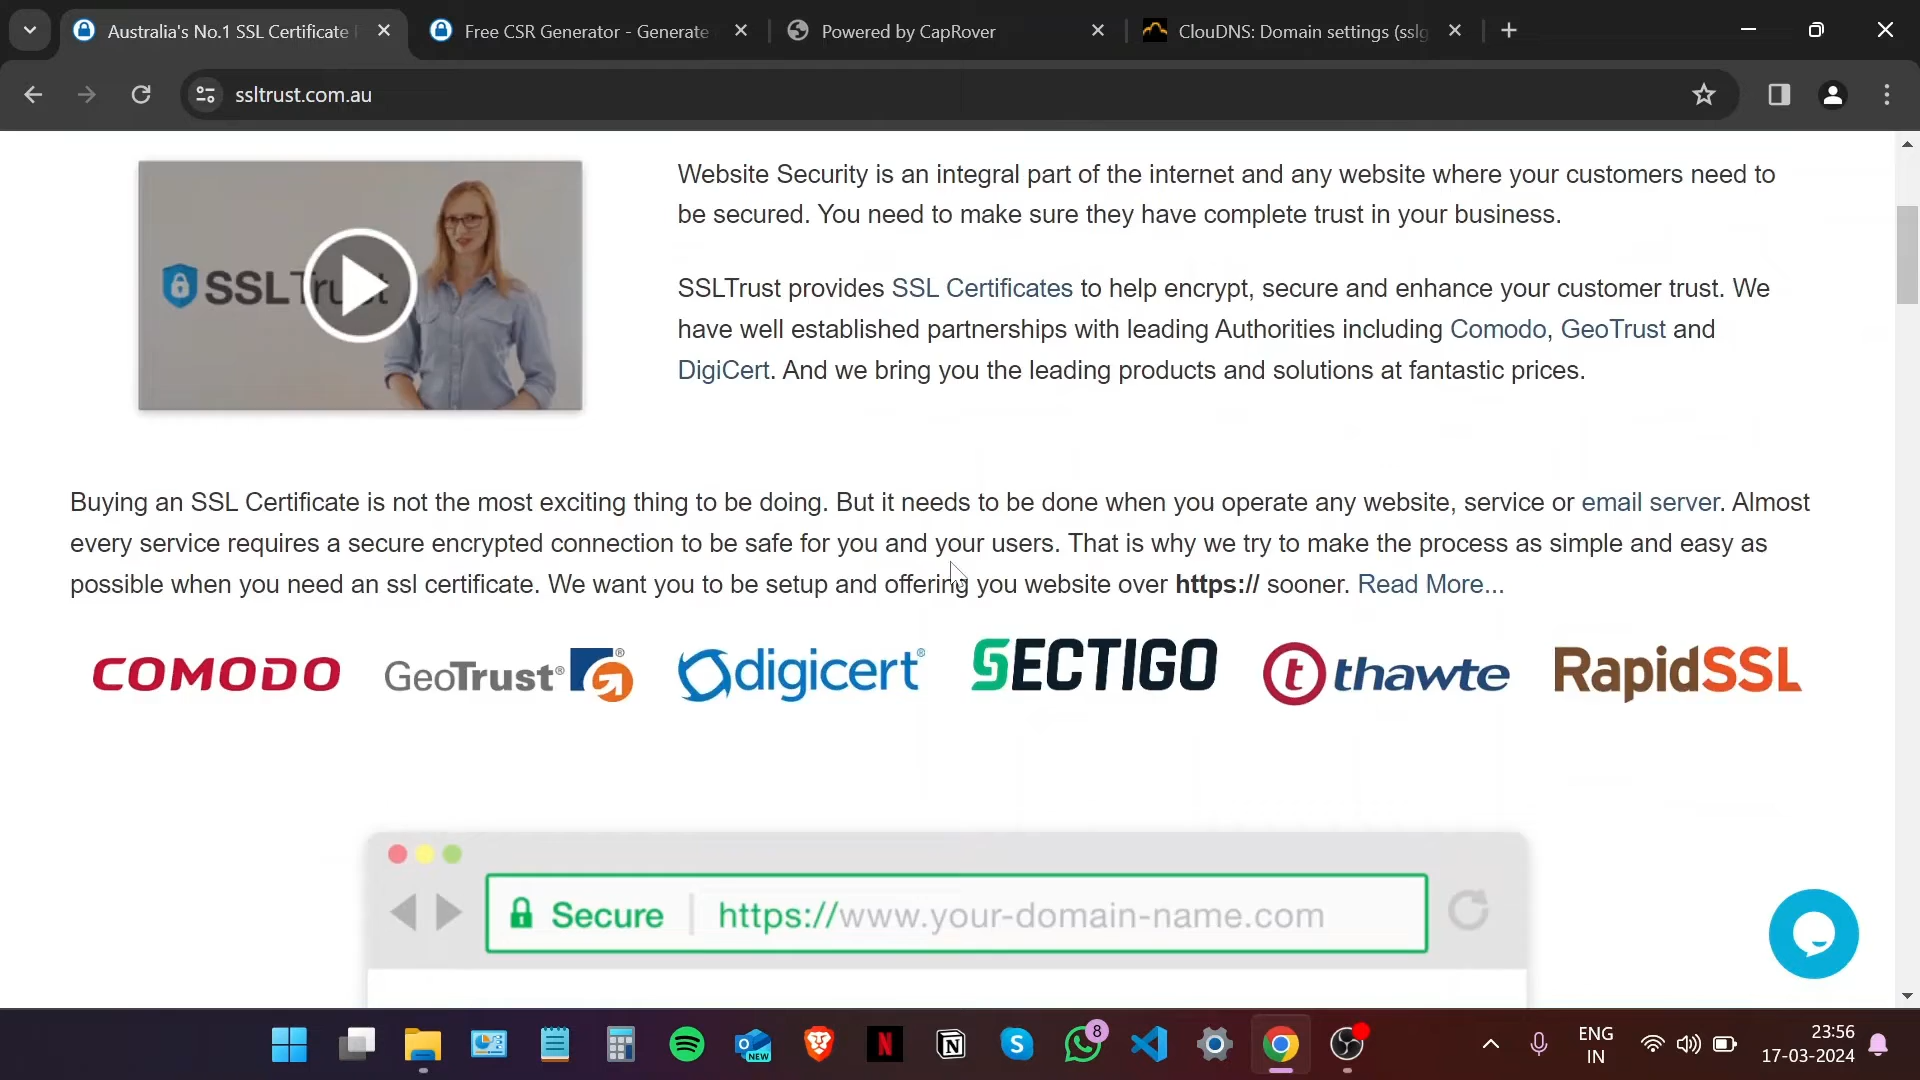 Australia's No.1 SSL Certificate
Free CSR Generator - Generate
Powered by CapRover
ClouDNS: Domain settings (sslg
ssltrust.com.au
Website Security is an integral part of the internet and any website where your customers need to
be secured. You need to make sure they have complete trust in your business.
SSLTrust
SSLTrust provides SSL Certificates to help encrypt, secure and enhance your customer trust. We
have well established partnerships with leading Authorities including Comodo, GeoTrust and
DigiCert. And we bring you the leading products and solutions at fantastic prices.
Buying an SSL Certificate is not the most exciting thing to be doing. But it needs to be done when you operate any website, service or email server. Almost
every service requires a secure encrypted connection to be safe for you and your users. That is why we try to make the process as simple and easy as
possible when you need an ssl certificate. We want you to be setup and offering you website over https:// sooner. Read More...
COMODO
GeoTrust®
digicert®
SECTIGO
thawte
RapidSSL
Secure
https://www.your-domain-name.com
NEW
8
ENG
IN
23:56
17-03-2024